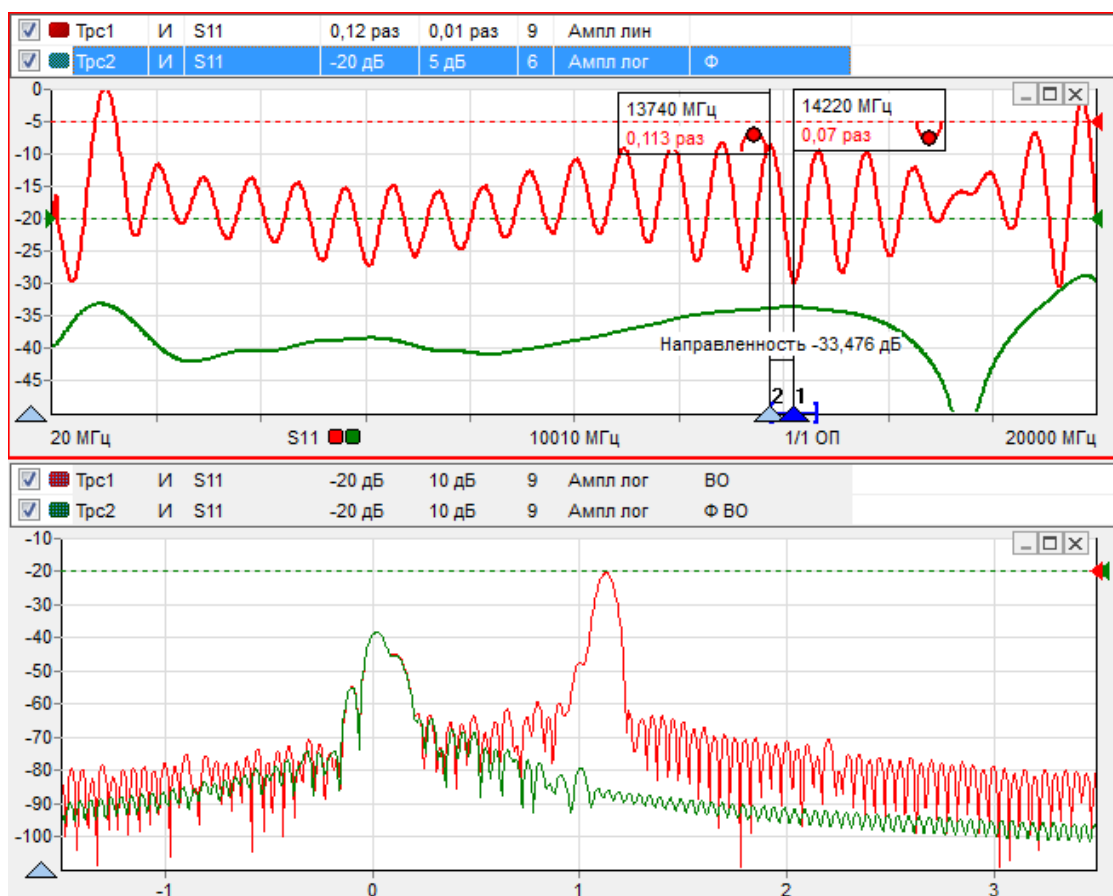 Трс1 И S11 0,12 раз 0,01 раз 9 Ампл лин
Трс2 И S11 -20 дБ 5 дБ 6 Ампл лог Ф
0
-5
-10
-15
-20
-25
-30
-35
-40
-45
13740 МГц
0,113 раз
14220 МГц
0,07 раз
Направленность -33,476 дБ
2 1
20 МГц S11 10010 МГц 1/1 ОП 20000 МГц
Трс1 И S11 -20 дБ 10 дБ 9 Ампл лог ВО
Трс2 И S11 -20 дБ 10 дБ 9 Ампл лог Ф ВО
-10
-20
-30
-40
-50
-60
-70
-80
-90
-100
-1 0 1 2 3